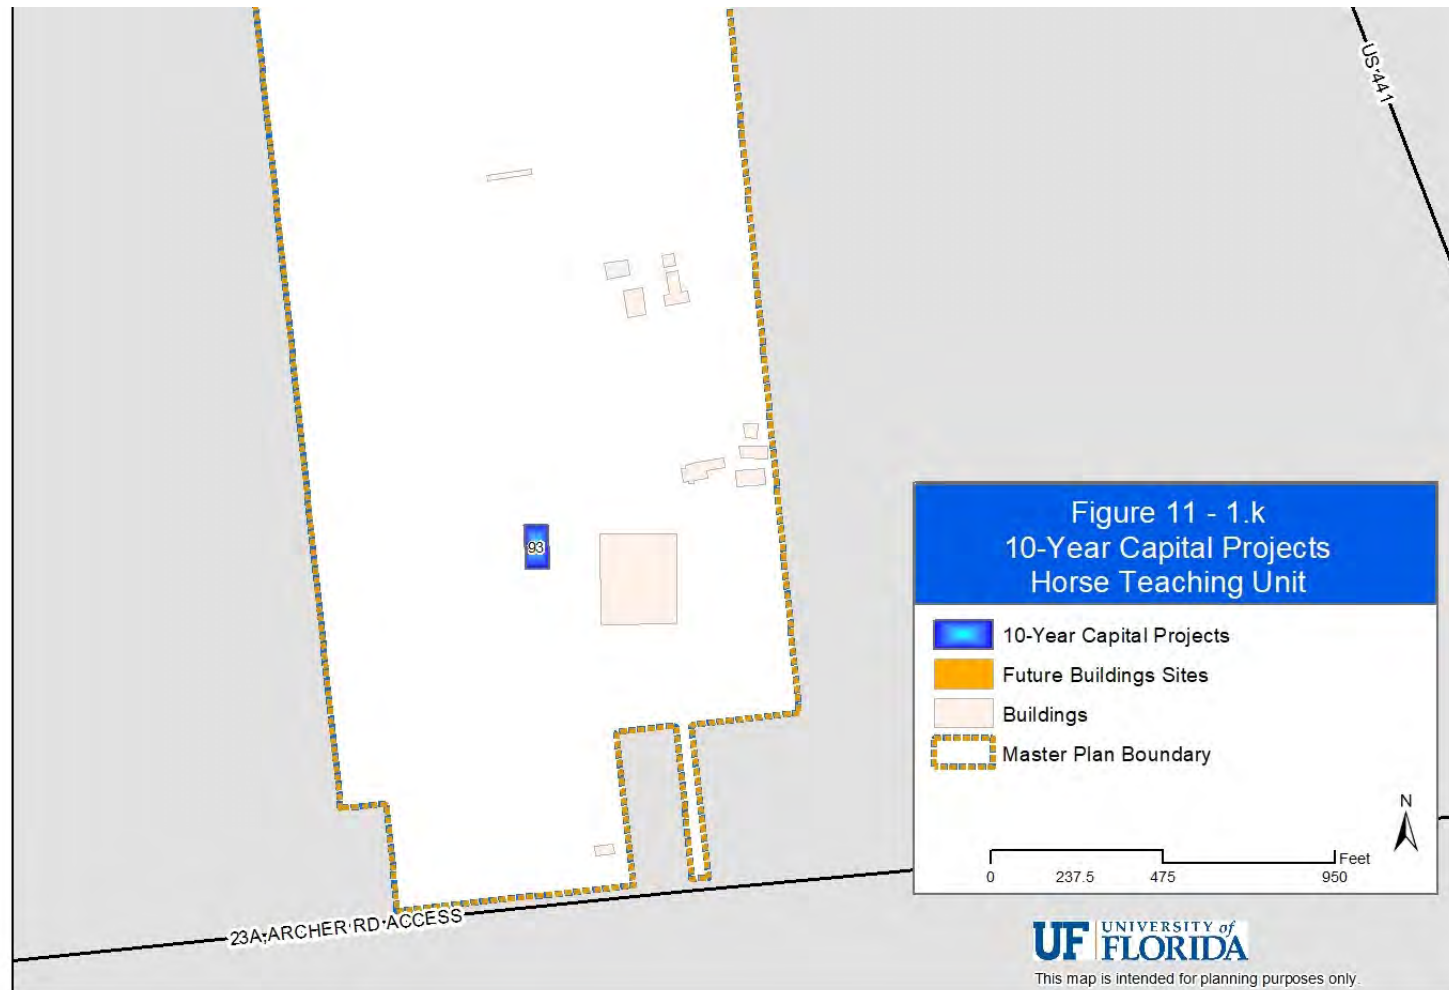 US 441
93
Figure 11 - 1.k
10-Year Capital Projects
Horse Teaching Unit
10-Year Capital Projects
Future Buildings Sites
Buildings
Master Plan Boundary
N
Feet
0 237.5 475 950
23A;ARCHER RD ACCESS
UF UNIVERSITY of
FLORIDA
This map is intended for planning purposes only.